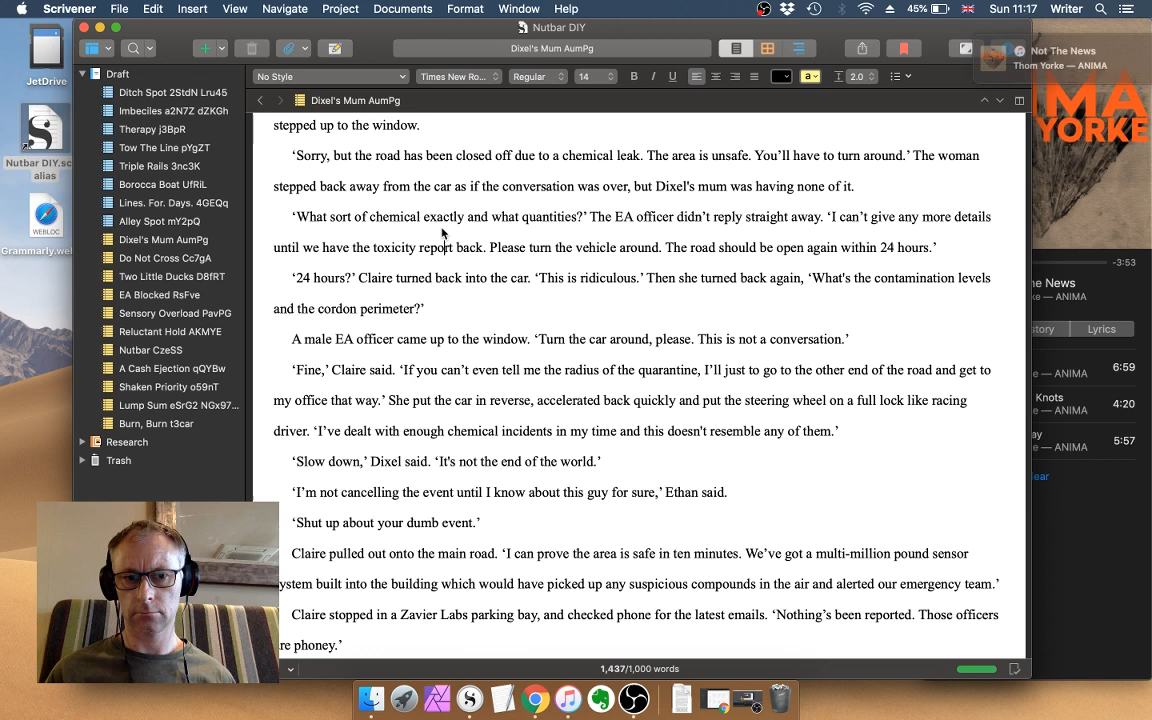 Scrivener File Edit Insert View Navigate Project Documents Format Window Help 45% Sun 11:17 Writer
Nutbar DIY
Dixel's Mum AumPg
Not The News
Thom Yorke — ANIMA
No Style Times New Ro... Regular 14 B I U a 2.0
Dixel's Mum AumPg
JetDrive
Nutbar DIY.sc
alias
WEBLOC
Grammarly.we
Draft
Ditch Spot 2StdN Lru45
Imbeciles a2N7Z dZKGh
Therapy j3BpR
Tow The Line pYgZT
Triple Rails 3nc3K
Borocca Boat UfRiL
Lines. For. Days. 4GEQq
Alley Spot mY2pQ
Dixel's Mum AumPg
Do Not Cross Cc7gA
Two Little Ducks D8fRT
EA Blocked RsFve
Sensory Overload PavPG
Reluctant Hold AKMYE
Nutbar CzeSS
A Cash Ejection qQYBw
Shaken Priority o59nT
Lump Sum eSrG2 NGx97...
Burn, Burn t3car
Research
Trash
stepped up to the window.
‘Sorry, but the road has been closed off due to a chemical leak. The area is unsafe. You’ll have to turn around.’ The woman
stepped back away from the car as if the conversation was over, but Dixel's mum was having none of it.
‘What sort of chemical exactly and what quantities?’ The EA officer didn’t reply straight away. ‘I can’t give any more details
until we have the toxicity report back. Please turn the vehicle around. The road should be open again within 24 hours.’
‘24 hours?’ Claire turned back into the car. ‘This is ridiculous.’ Then she turned back again, ‘What's the contamination levels
and the cordon perimeter?’
A male EA officer came up to the window. ‘Turn the car around, please. This is not a conversation.’
‘Fine,’ Claire said. ‘If you can’t even tell me the radius of the quarantine, I’ll just to go to the other end of the road and get to
my office that way.’ She put the car in reverse, accelerated back quickly and put the steering wheel on a full lock like racing
driver. ‘I’ve dealt with enough chemical incidents in my time and this doesn't resemble any of them.’
‘Slow down,’ Dixel said. ‘It's not the end of the world.’
‘I’m not cancelling the event until I know about this guy for sure,’ Ethan said.
‘Shut up about your dumb event.’
Claire pulled out onto the main road. ‘I can prove the area is safe in ten minutes. We’ve got a multi-million pound sensor
ystem built into the building which would have picked up any suspicious compounds in the air and alerted our emergency team.’
Claire stopped in a Zavier Labs parking bay, and checked phone for the latest emails. ‘Nothing’s been reported. Those officers
re phoney.’
1,437/1,000 words
IMA
YORKE
-3:53
he News
ke — ANIMA
story Lyrics
e — ANIMA 6:59
Knots
ke — ANIMA 4:20
ay
ke — ANIMA 5:57
ear